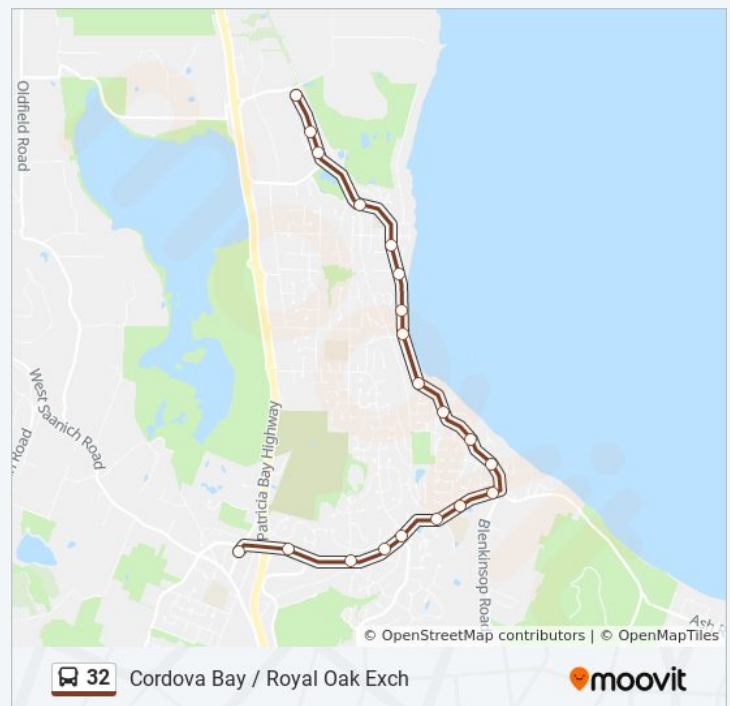 Oldfield Road
West Saanich Road
Road
Patricia Bay Highway
Blenkinsop Road
Ash
© OpenStreetMap contributors | © OpenMapTiles
32 Cordova Bay / Royal Oak Exch
moovit